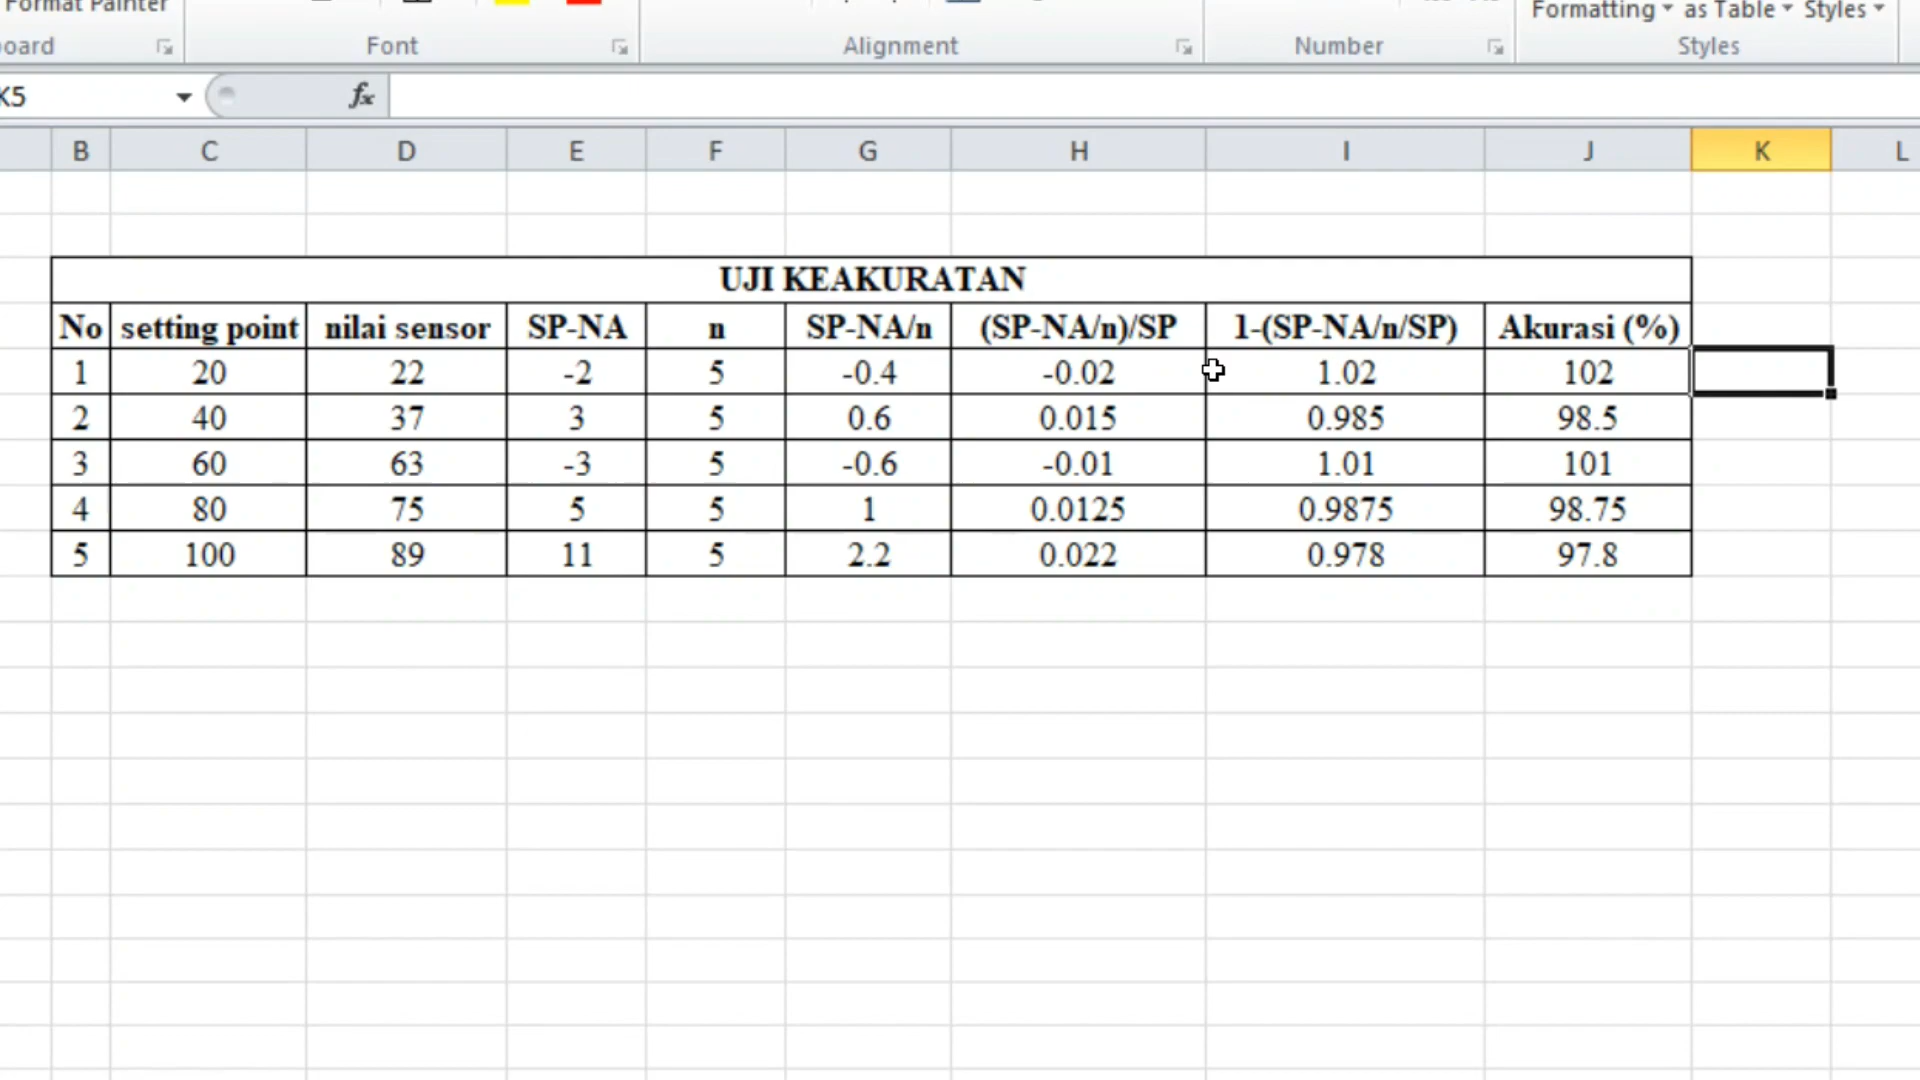 Format Painter
Formatting as Table Styles
oard Font Alignment Number Styles
K5 fx
B C D E F G H I J K L
UJI KEAKURATAN
No setting point nilai sensor SP-NA n SP-NA/n (SP-NA/n)/SP 1-(SP-NA/n/SP) Akurasi (%)
1 20 22 -2 5 -0.4 -0.02 1.02 102
2 40 37 3 5 0.6 0.015 0.985 98.5
3 60 63 -3 5 -0.6 -0.01 1.01 101
4 80 75 5 5 1 0.0125 0.9875 98.75
5 100 89 11 5 2.2 0.022 0.978 97.8